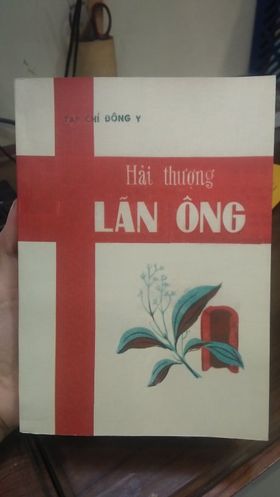 TẠP CHÍ ĐÔNG Y
Hải thượng
LÃN ÔNG